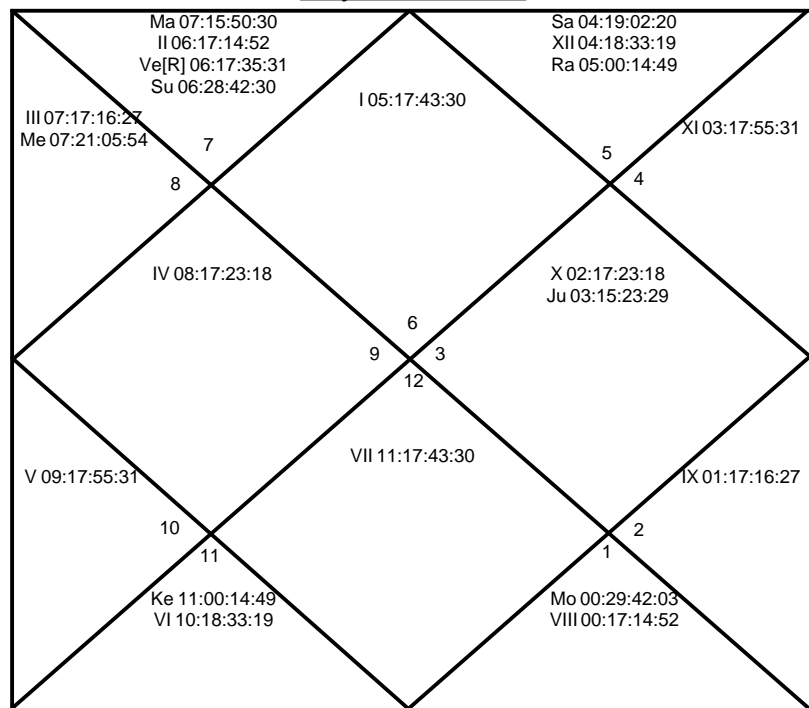 Ma 07:15:50:30
II 06:17:14:52
Ve[R] 06:17:35:31
Su 06:28:42:30
Sa 04:19:02:20
XII 04:18:33:19
Ra 05:00:14:49
I 05:17:43:30
III 07:17:16:27
Me 07:21:05:54
XI 03:17:55:31
7
5
8
4
IV 08:17:23:18
X 02:17:23:18
Ju 03:15:23:29
6
9
3
12
VII 11:17:43:30
V 09:17:55:31
IX 01:17:16:27
10
2
11
1
Ke 11:00:14:49
VI 10:18:33:19
Mo 00:29:42:03
VIII 00:17:14:52